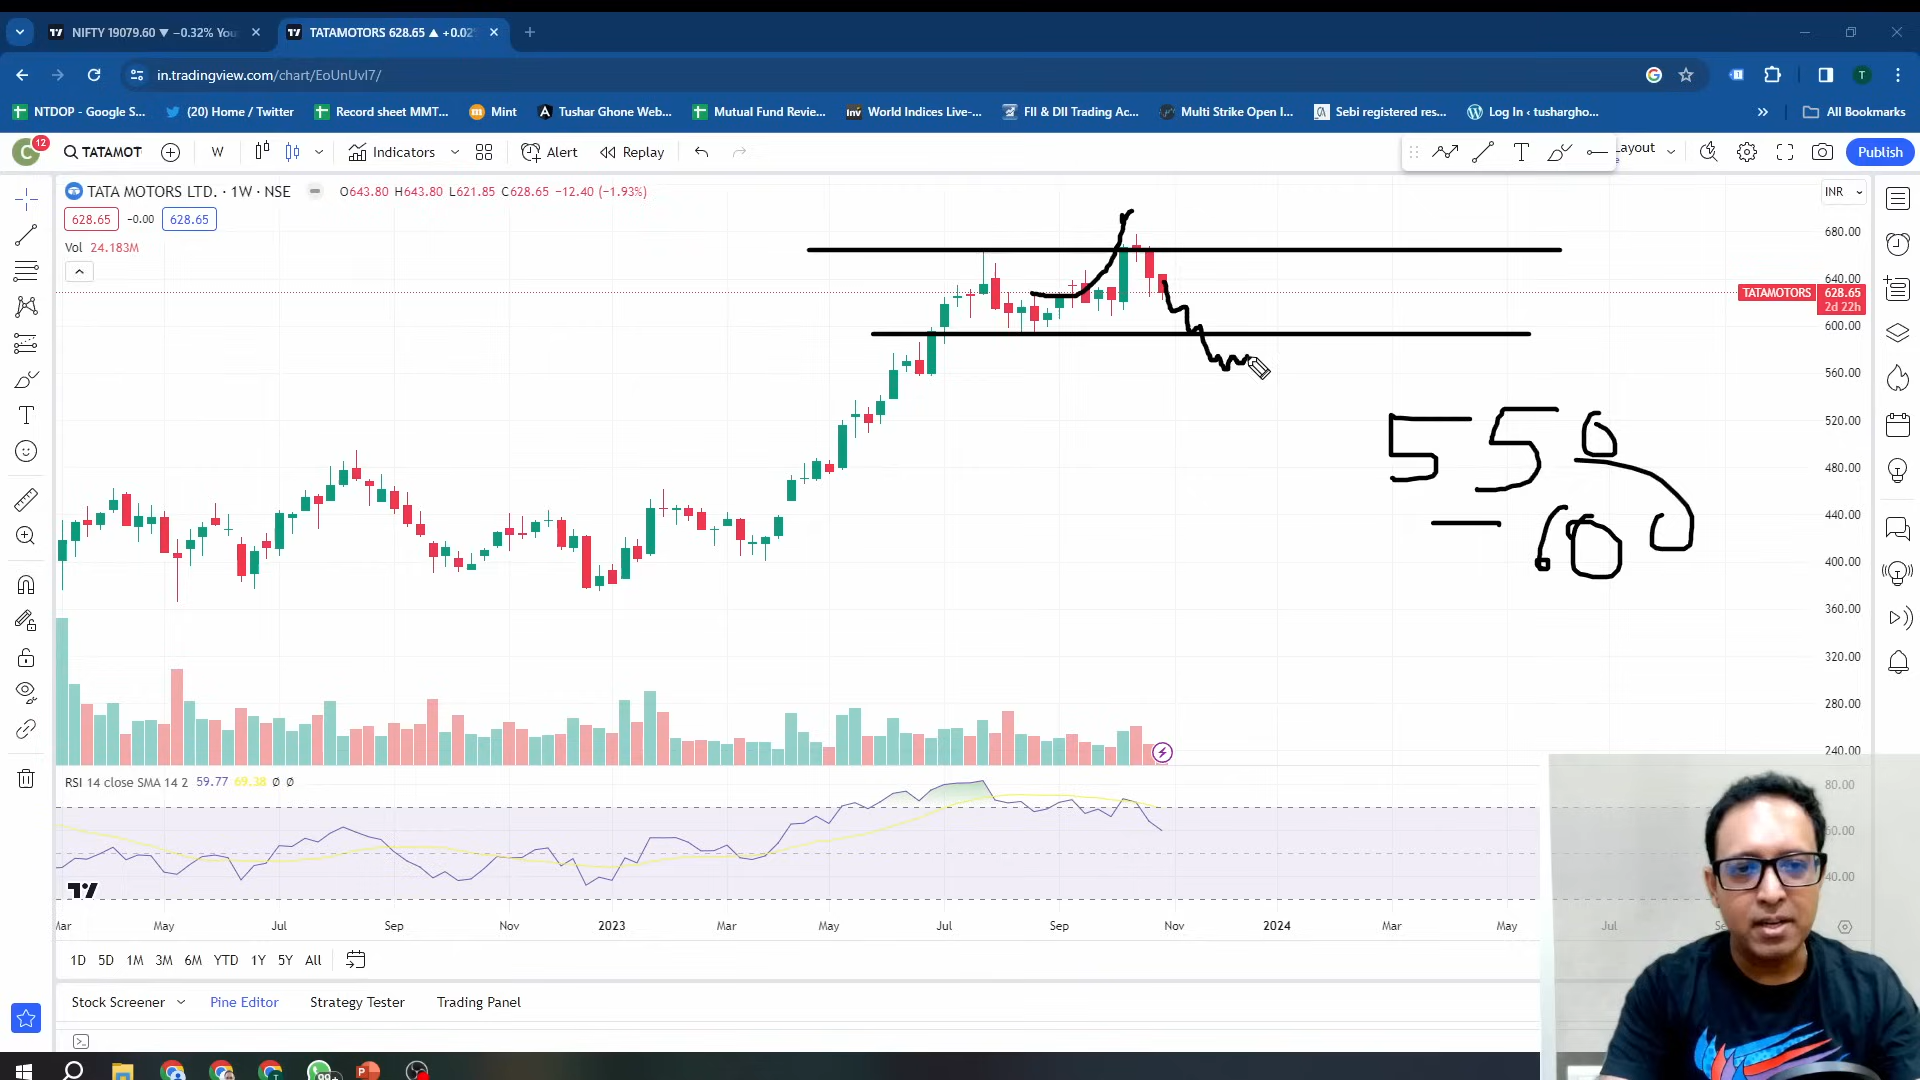 NIFTY 19079.60 ▼ −0.32% You
TATAMOTORS 628.65 ▲ +0.02%
in.tradingview.com/chart/EoUnUvI7/
T
NTDOP - Google S...
(20) Home / Twitter
Record sheet MMT...
Mint
Tushar Ghone Web...
Mutual Fund Review...
Inv World Indices Live-...
FII & DII Trading Ac...
Multi Strike Open I...
Sebi registered res...
Log In ‹ tushargho...
» All Bookmarks
C 12 TATAMOT W Indicators Alert Replay Layout Publish
TATA MOTORS LTD. · 1W · NSE O643.80 H643.80 L621.85 C628.65 −12.40 (−1.93%)
INR
628.65 −0.00 628.65
Vol 24.183M
680.00
640.00
TATAMOTORS 628.65
2d 22h
600.00
560.00
520.00
480.00
440.00
400.00
360.00
320.00
280.00
240.00
550
RSI 14 close SMA 14 2 59.77 69.38 Ø Ø
80.00
60.00
40.00
Mar May Jul Sep Nov 2023 Mar May Jul Sep Nov 2024 Mar May Jul
1D 5D 1M 3M 6M YTD 1Y 5Y All
Stock Screener Pine Editor Strategy Tester Trading Panel
99+